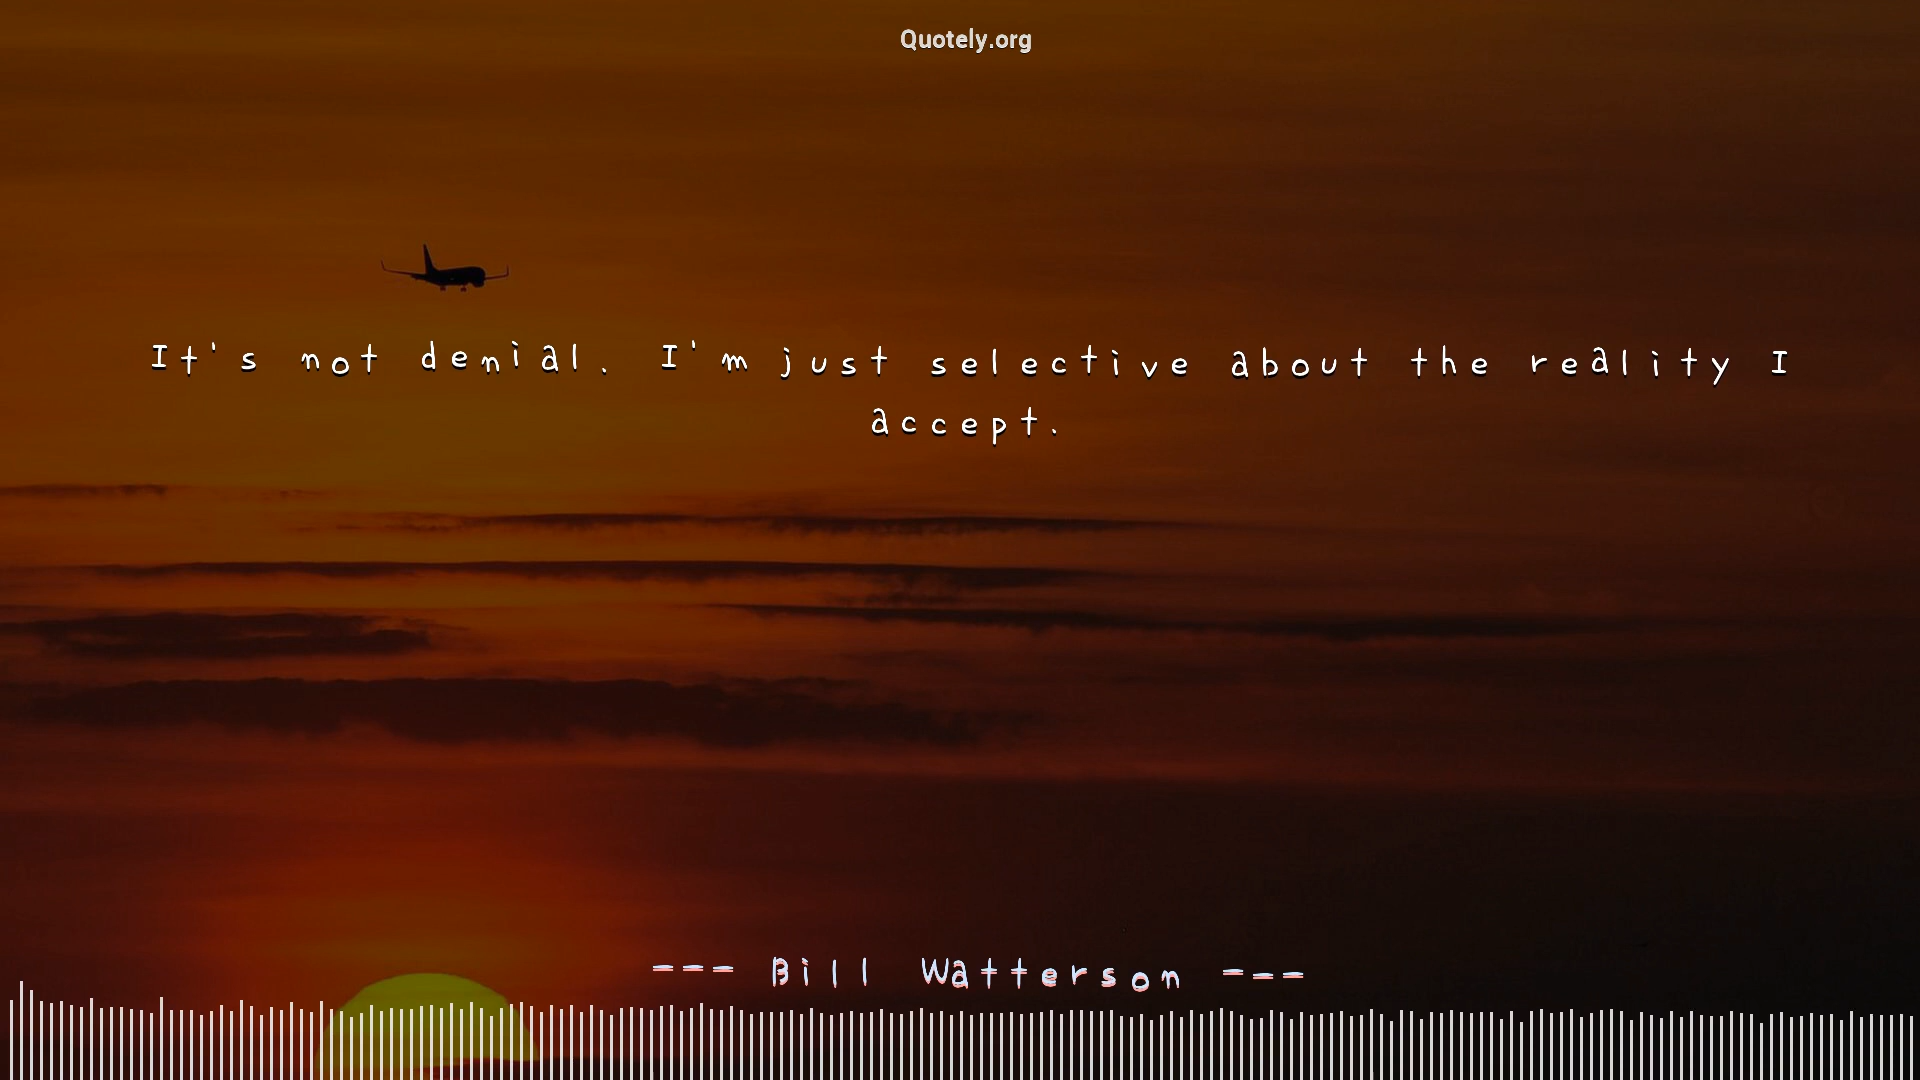 Quotely.org
It's not denial. I'm just selective about the reality I
accept.
--- Bill Watterson ---